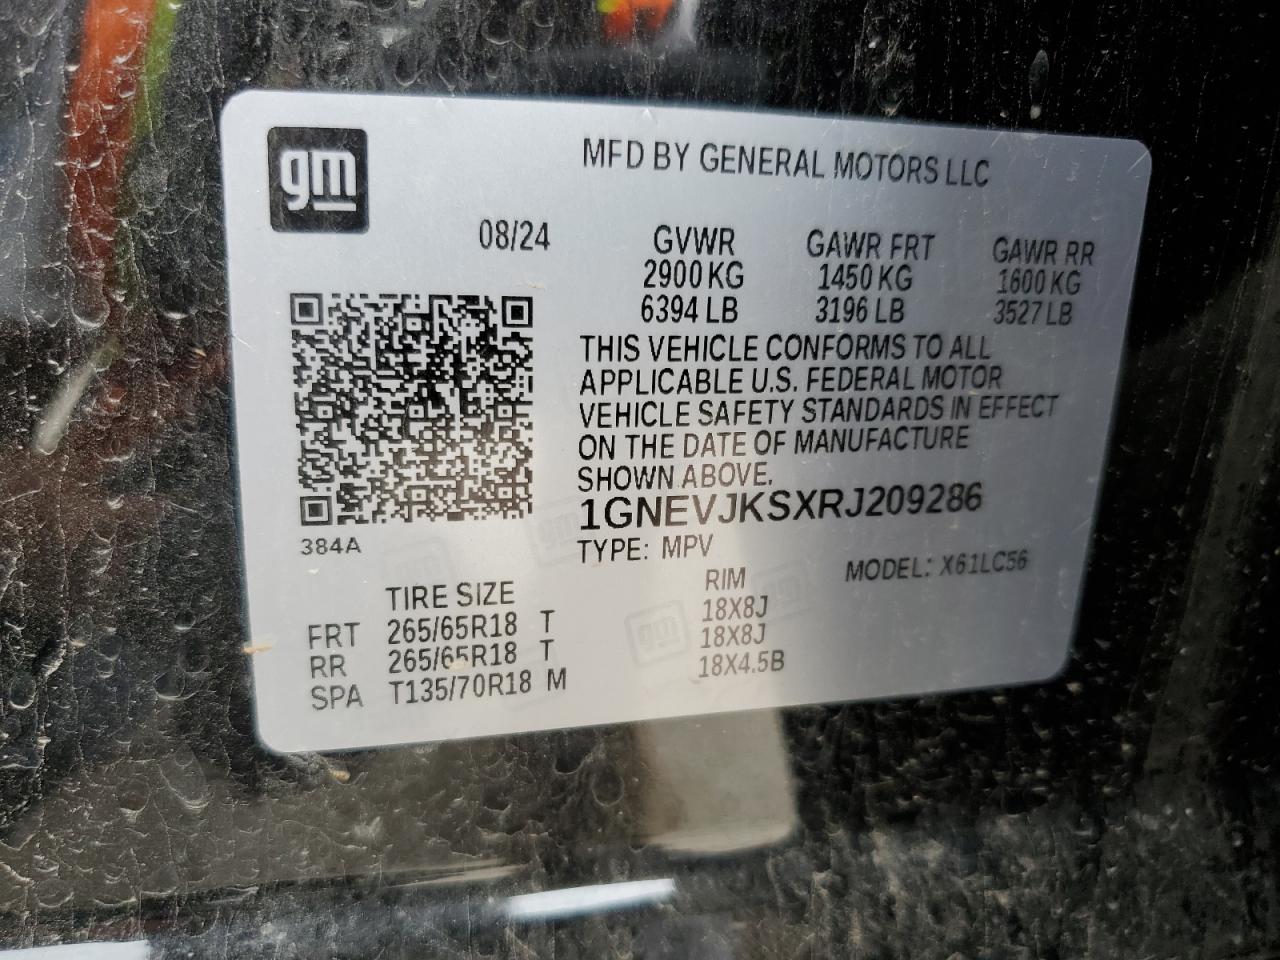 gm
MFD BY GENERAL MOTORS LLC
08/24
GVWR GAWR FRT GAWR RR
2900 KG 1450 KG 1600 KG
6394 LB 3196 LB 3527 LB
THIS VEHICLE CONFORMS TO ALL
APPLICABLE U.S. FEDERAL MOTOR
VEHICLE SAFETY STANDARDS IN EFFECT
ON THE DATE OF MANUFACTURE
SHOWN ABOVE.
1GNEVJKSXRJ209286
384A
TYPE: MPV MODEL: X61LC56
TIRE SIZE RIM
FRT 265/65R18 T 18X8J
RR 265/65R18 T 18X8J
SPA T135/70R18 M 18X4.5B
gm